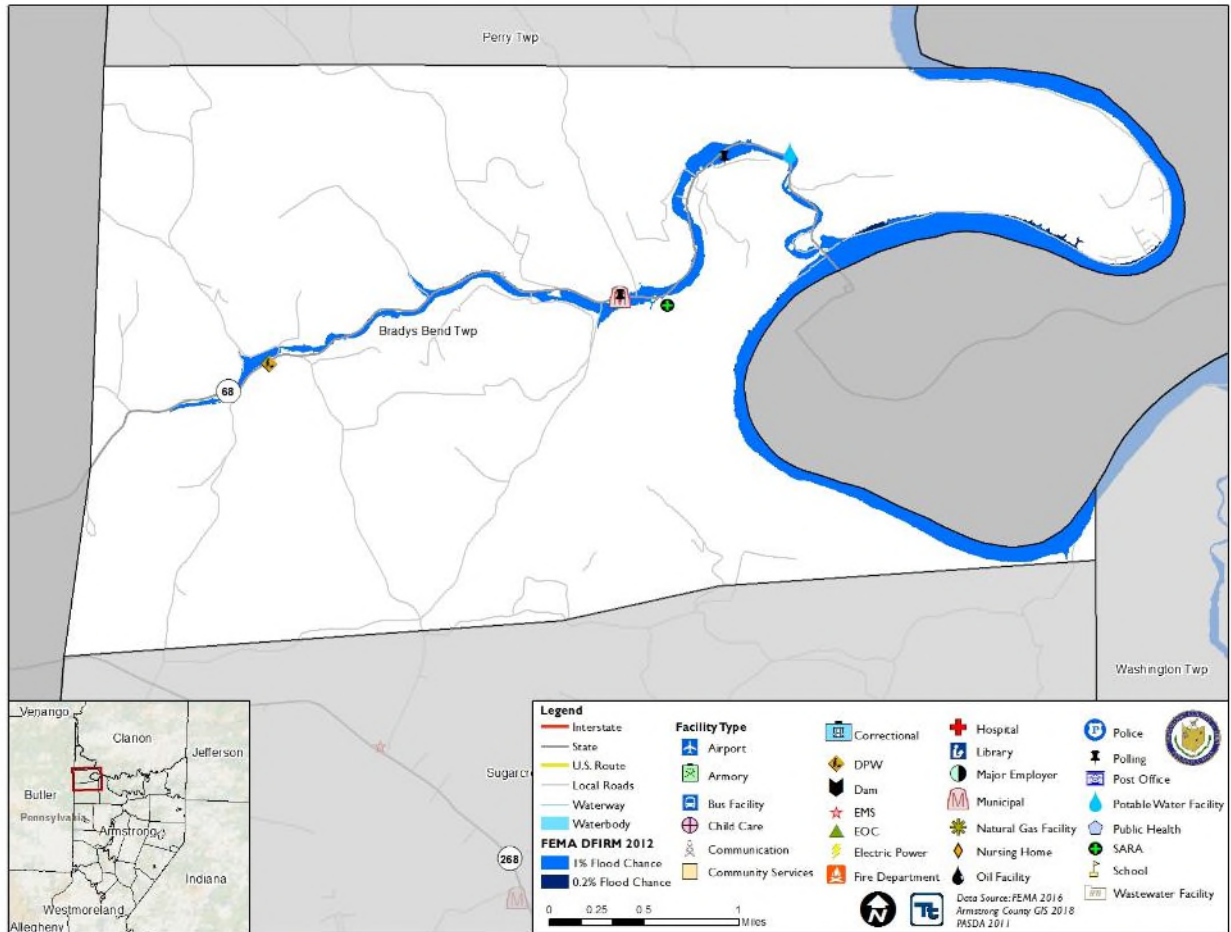 Perry Twp
Bradys Bend Twp
68
Washington Twp
Sugarcre
268
Venango
Clarion
Jefferson
Butler
Pennsylvania
Armstrong
Indiana
Westmoreland
Allegheny
Legend
Interstate
State
U.S. Route
Local Roads
Waterway
Waterbody
FEMA DFIRM 2012
1% Flood Chance
0.2% Flood Chance
0 0.25 0.5 1
Miles
Facility Type
Airport
Armory
Bus Facility
Child Care
Communication
Community Services
Correctional
DPW
Dam
EMS
EOC
Electric Power
Fire Department
Hospital
Library
Major Employer
M Municipal
Natural Gas Facility
Nursing Home
Oil Facility
P Police
Polling
Post Office
Potable Water Facility
Public Health
SARA
School
Wastewater Facility
N
Tt
Data Source: FEMA 2016
Armstrong County GIS 2018
PASDA 2011